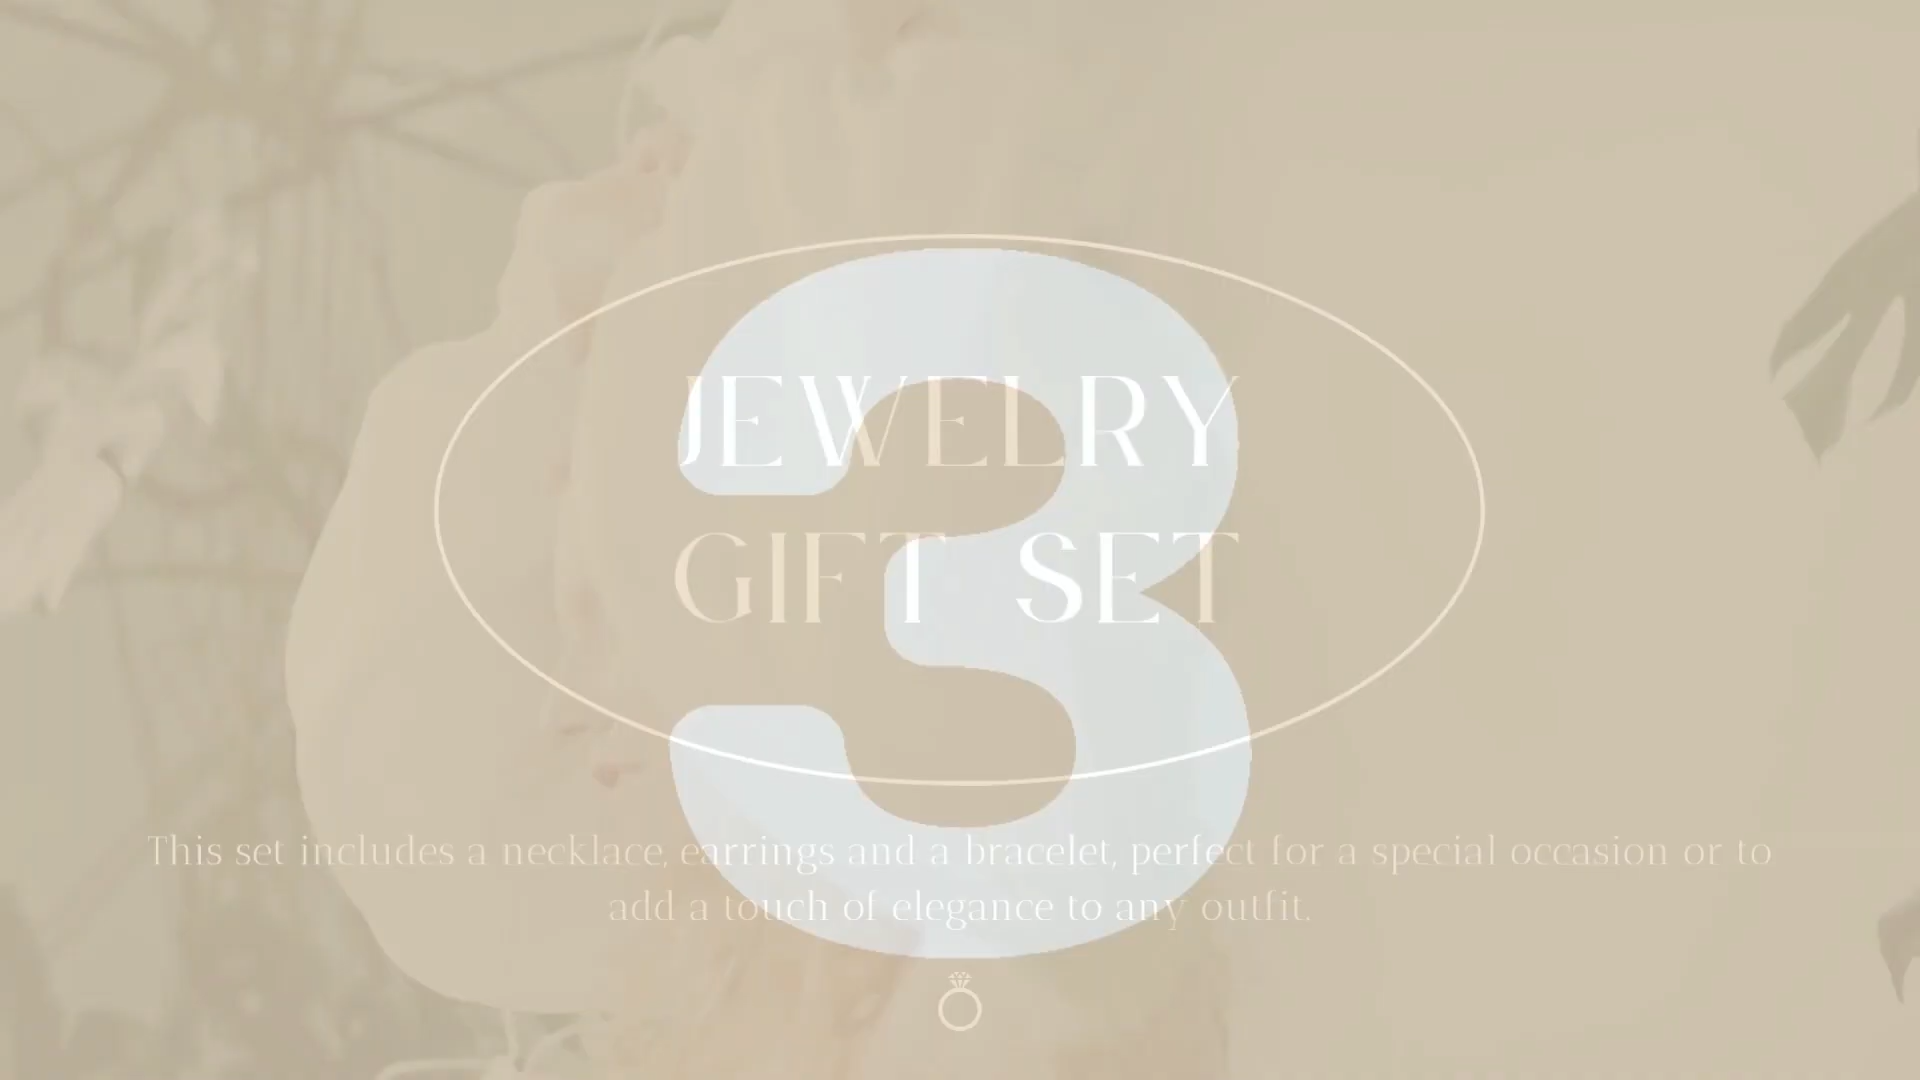 3
JEWELRY
GIFT SET
This set includes a necklace, earrings and a bracelet, perfect for a special occasion or to
add a touch of elegance to any outfit.